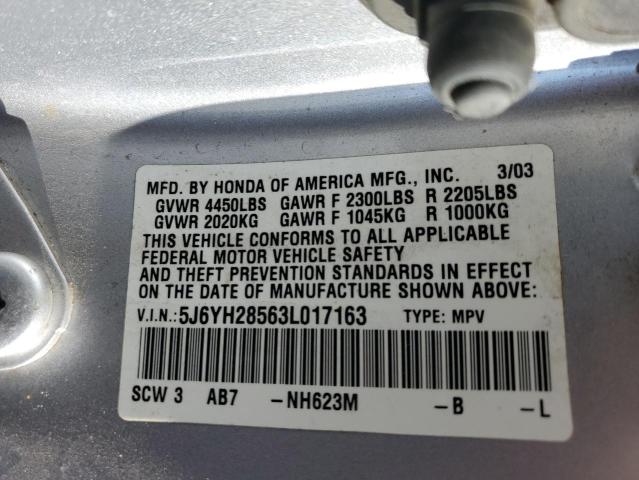 MFD. BY HONDA OF AMERICA MFG., INC. 3/03
GVWR 4450LBS GAWR F 2300LBS R 2205LBS
GVWR 2020KG GAWR F 1045KG R 1000KG
THIS VEHICLE CONFORMS TO ALL APPLICABLE
FEDERAL MOTOR VEHICLE SAFETY
AND THEFT PREVENTION STANDARDS IN EFFECT
ON THE DATE OF MANUFACTURE SHOWN ABOVE:
V.I.N.: 5J6YH28563L017163 TYPE: MPV
SCW 3 AB7 -NH623M -B -L